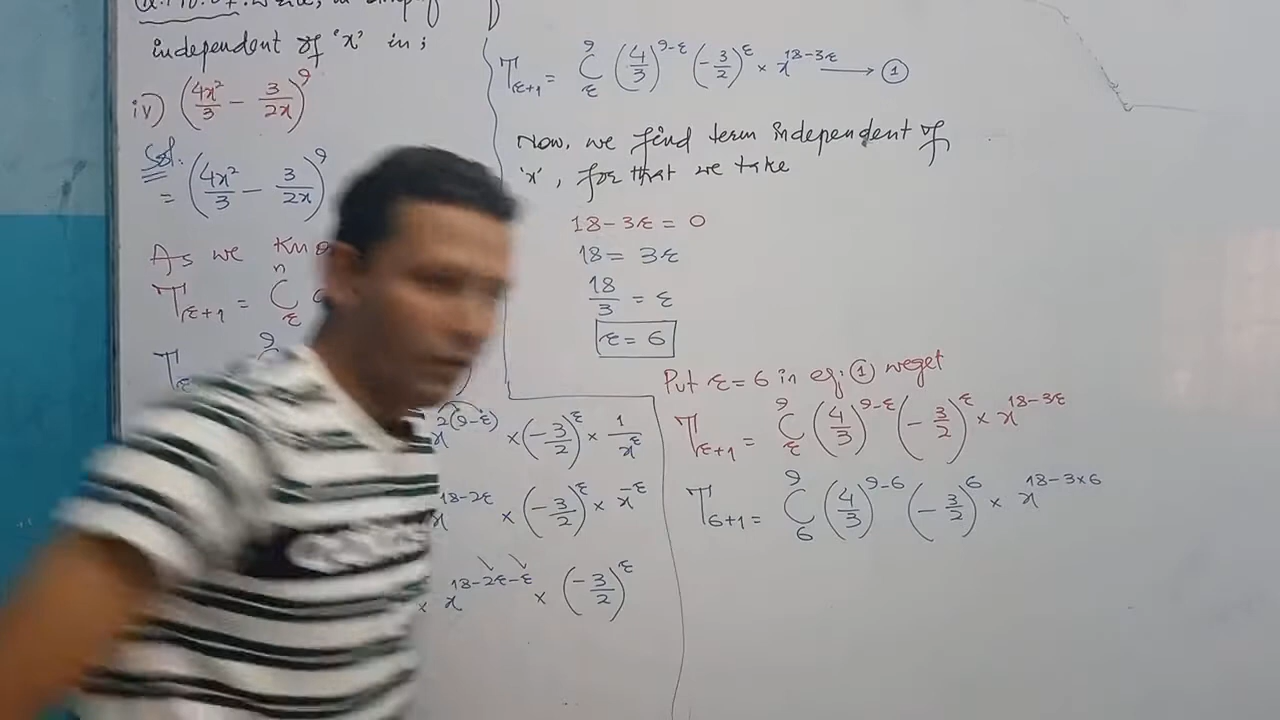 independent of 'x' in;
iv) (4x²/3 - 3/2x)⁹
Sol.
= (4x²/3 - 3/2x)⁹
As we Kno
T_{r+1} = ⁿC_r a
T
9
x^{2(9-r)} × (-3/2)^r × 1/x^r
x^{18-2r} × (-3/2)^r × x^{-r}
× x^{18-2r-r} × (-3/2)^r
T_{r+1} = ⁹C_r (4/3)^{9-r} (-3/2)^r × x^{18-3r} → ①
Now, we find term independent of
'x', for that we take
18-3r = 0
18 = 3r
18/3 = r
r = 6
Put r=6 in eq: ① we get
T_{r+1} = ⁹C_r (4/3)^{9-r} (-3/2)^r × x^{18-3r}
T_{6+1} = ⁹C_6 (4/3)^{9-6} (-3/2)^6 × x^{18-3×6}